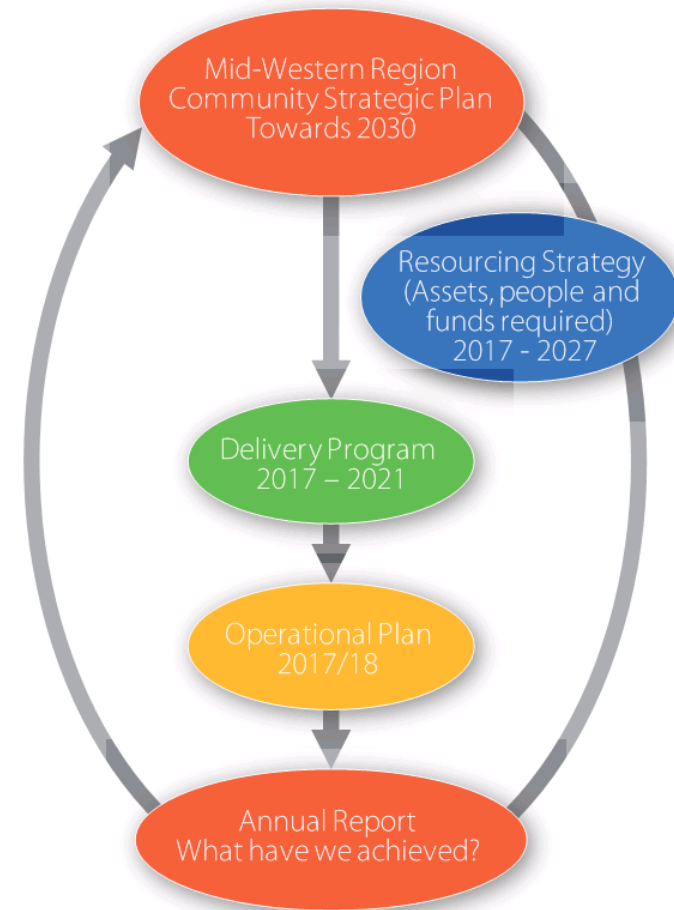 Mid-Western Region
Community Strategic Plan
Towards 2030
Resourcing Strategy
(Assets, people and
funds required)
2017 - 2027
Delivery Program
2017 – 2021
Operational Plan
2017/18
Annual Report
What have we achieved?